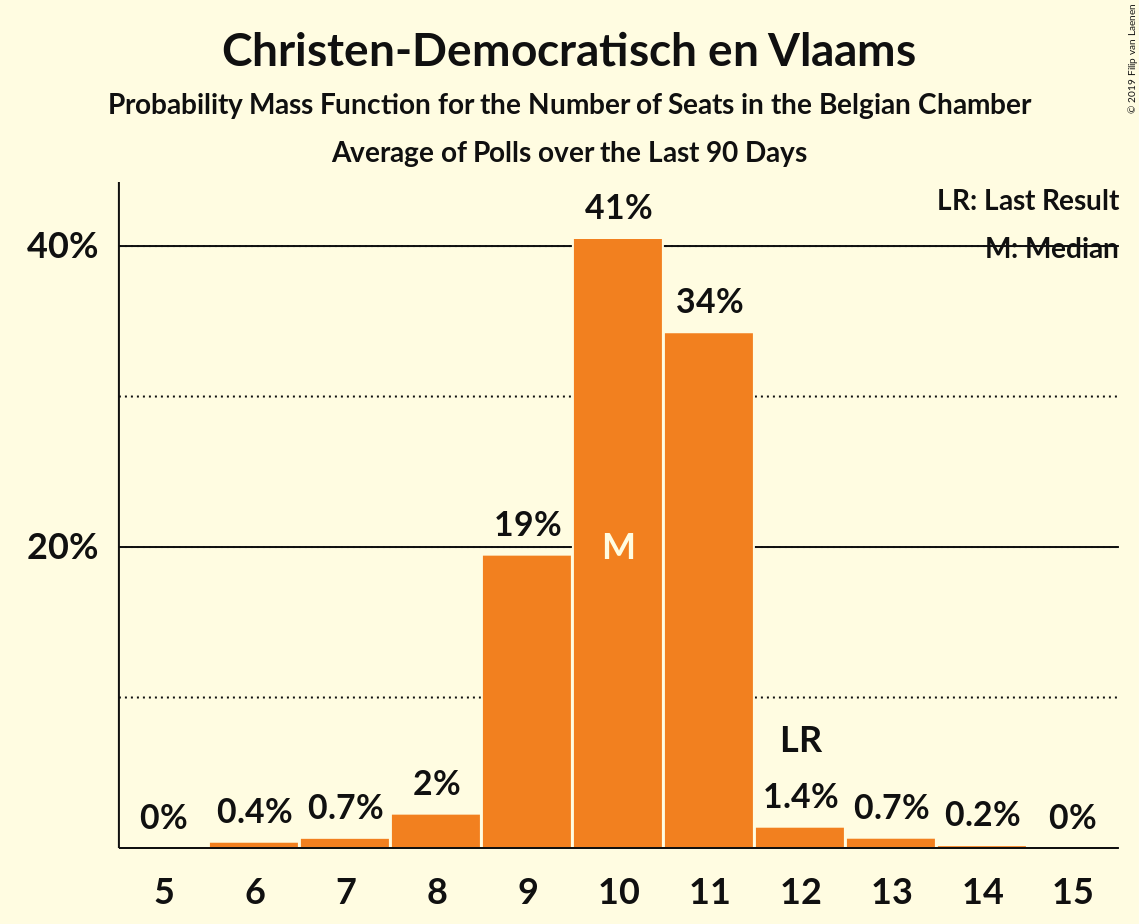 Christen-Democratisch en Vlaams
Probability Mass Function for the Number of Seats in the Belgian Chamber
Average of Polls over the Last 90 Days
© 2019 Filip van Laenen
LR: Last Result
M: Median
40%
20%
0%
0.4%
0.7%
2%
19%
41%
34%
1.4%
0.7%
0.2%
0%
M
LR
5 6 7 8 9 10 11 12 13 14 15